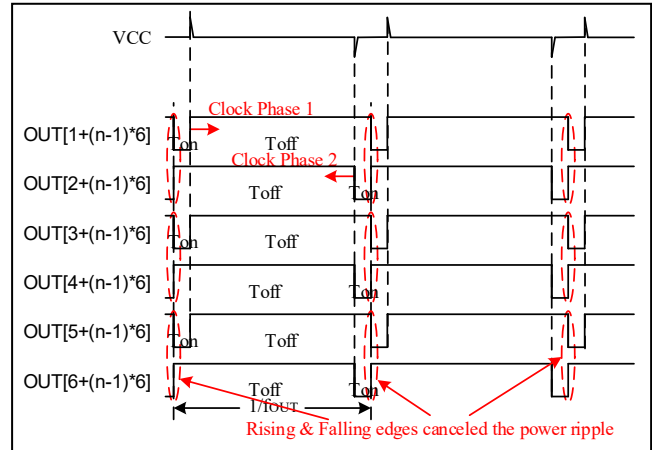 VCC
Clock Phase 1
OUT[1+(n-1)*6]
Ton
Toff
Clock Phase 2
OUT[2+(n-1)*6]
Toff
Ton
OUT[3+(n-1)*6]
Ton
Toff
OUT[4+(n-1)*6]
Toff
Ton
OUT[5+(n-1)*6]
Ton
Toff
OUT[6+(n-1)*6]
Toff
Ton
1/fOUT
Rising & Falling edges canceled the power ripple